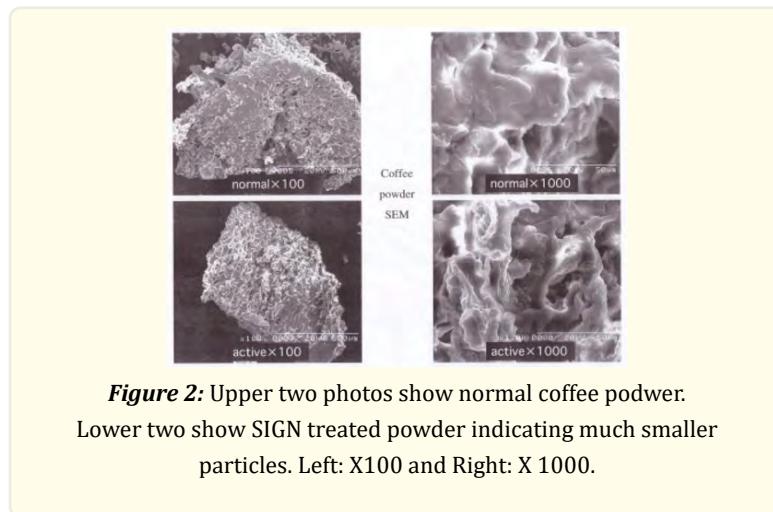 normal×100
normal×1000
Coffee
powder
SEM
active×100
active×1000
Figure 2: Upper two photos show normal coffee podwer.
Lower two show SIGN treated powder indicating much smaller
particles. Left: X100 and Right: X 1000.